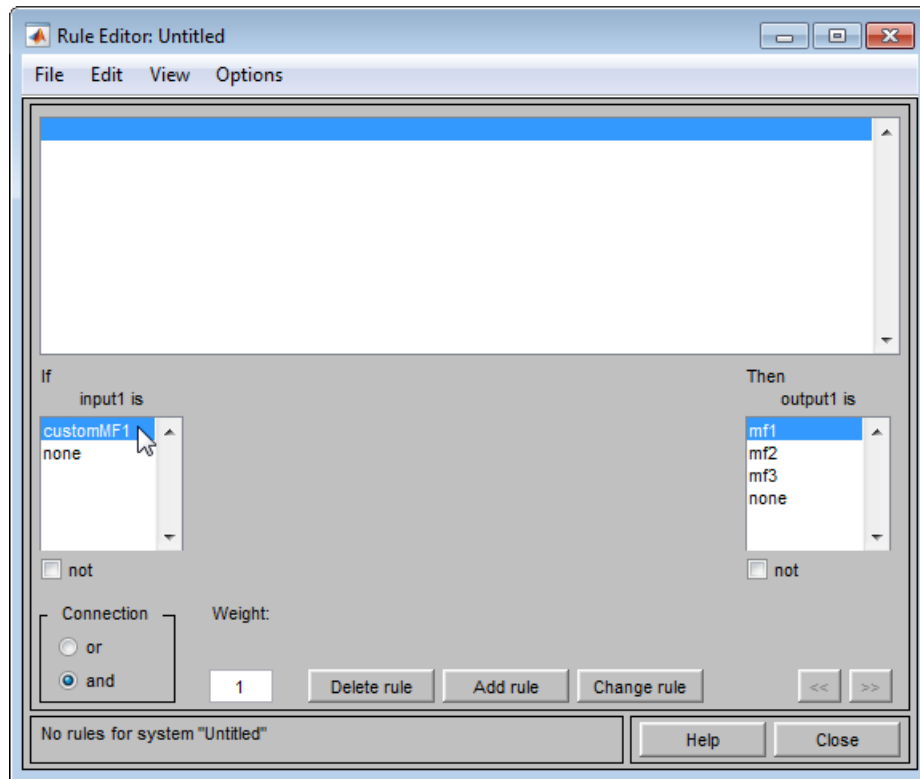 Rule Editor: Untitled
File Edit View Options
If
input1 is
customMF1
none
not
Then
output1 is
mf1
mf2
mf3
none
not
Connection
or
and
Weight:
1
Delete rule
Add rule
Change rule
<<
>>
No rules for system "Untitled"
Help
Close